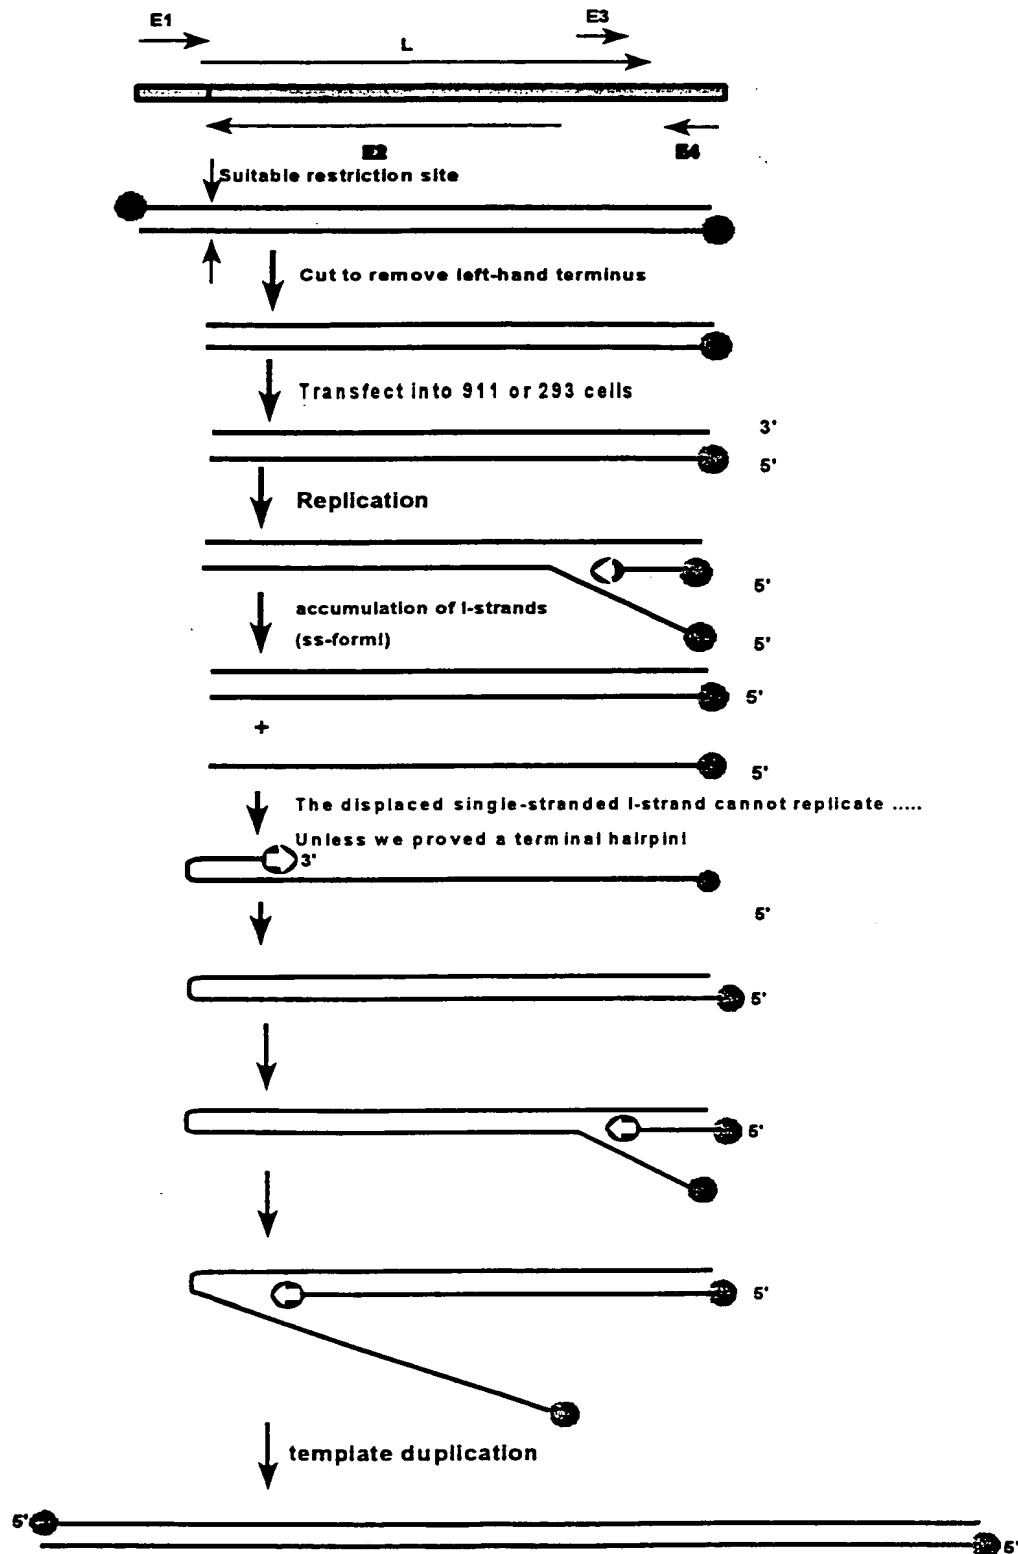 E1
E3
L
E2
E4
Suitable restriction site
Cut to remove left-hand terminus
Transfect into 911 or 293 cells
3'
5'
Replication
5'
accumulation of l-strands
(ss-form!)
5'
5'
+
5'
The displaced single-stranded l-strand cannot replicate .....
Unless we proved a terminal hairpin!
3'
5'
5'
5'
5'
template duplication
5'
5'